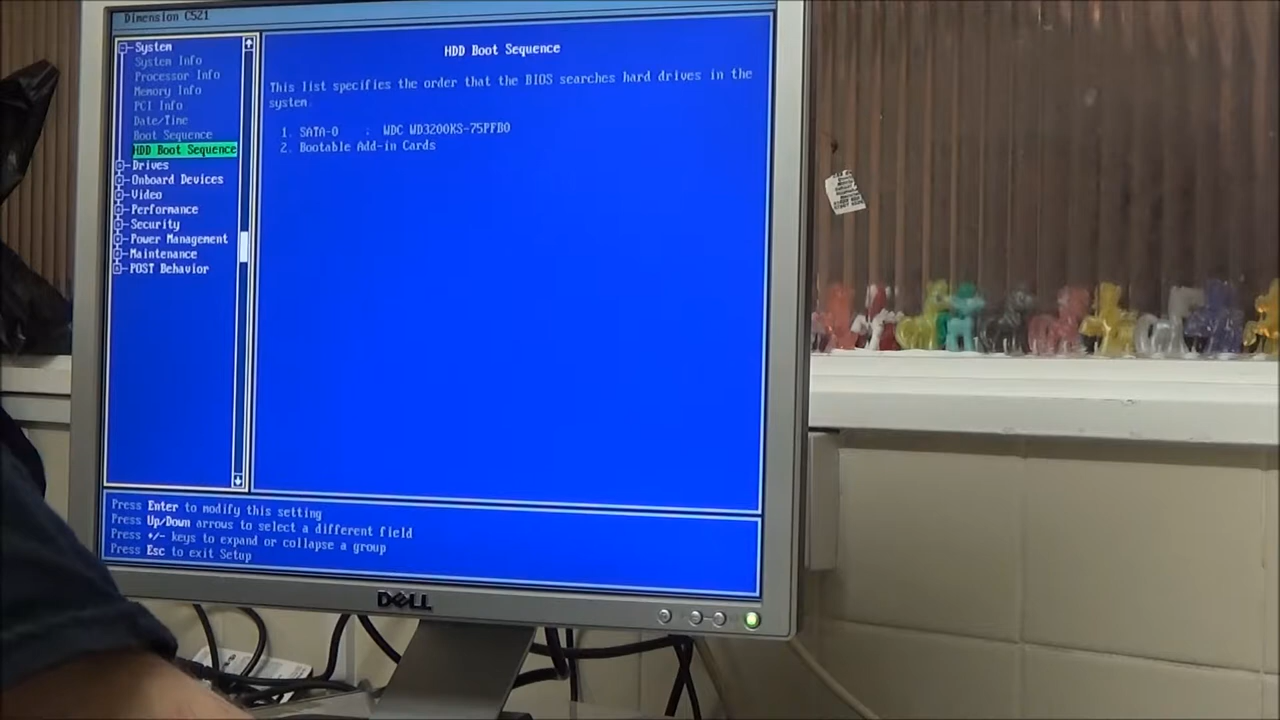 Dimension C521
System
System Info
Processor Info
Memory Info
PCI Info
Date/Time
Boot Sequence
HDD Boot Sequence
Drives
Onboard Devices
Video
Performance
Security
Power Management
Maintenance
POST Behavior
HDD Boot Sequence
This list specifies the order that the BIOS searches hard drives in the
system.
1. SATA-0 : WDC WD3200KS-75PFB0
2. Bootable Add-in Cards
Press Enter to modify this setting
Press Up/Down arrows to select a different field
Press +/- keys to expand or collapse a group
Press Esc to exit Setup
DELL